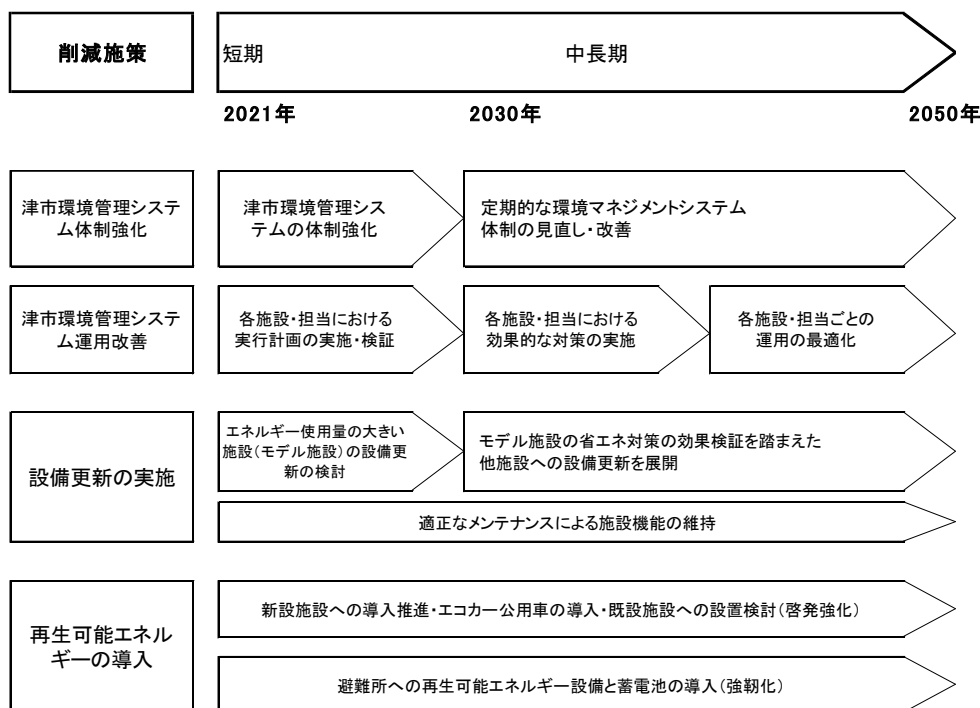 削減施策
短期
中長期
2021年
2030年
2050年
津市環境管理システ
ム体制強化
津市環境管理シス
テムの体制強化
定期的な環境マネジメントシステム
体制の見直し・改善
津市環境管理システ
ム運用改善
各施設・担当における
実行計画の実施・検証
各施設・担当における
効果的な対策の実施
各施設・担当ごとの
運用の最適化
設備更新の実施
エネルギー使用量の大きい
施設(モデル施設)の設備更
新の検討
モデル施設の省エネ対策の効果検証を踏まえた
他施設への設備更新を展開
適正なメンテナンスによる施設機能の維持
再生可能エネル
ギーの導入
新設施設への導入推進・エコカー公用車の導入・既設施設への設置検討(啓発強化)
避難所への再生可能エネルギー設備と蓄電池の導入(強靭化)